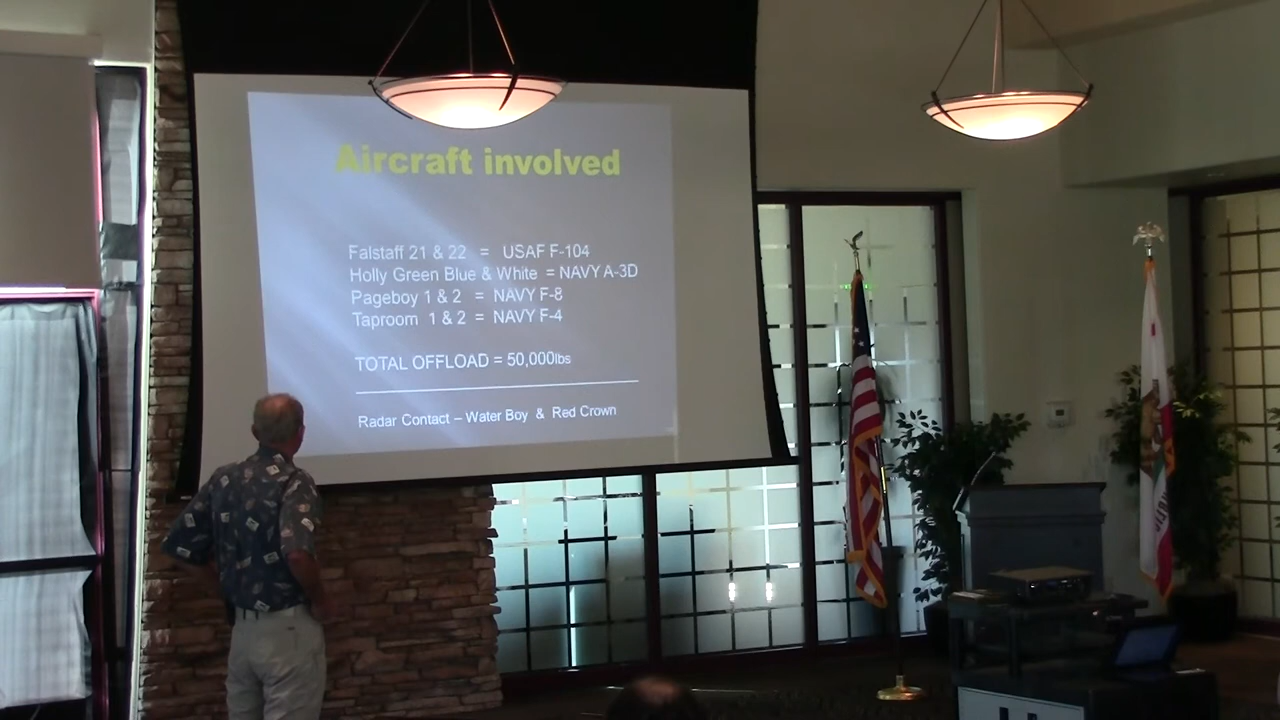 Aircraft involved
Falstaff 21 & 22 = USAF F-104
Holly Green Blue & White = NAVY A-3D
Pageboy 1 & 2 = NAVY F-8
Taproom 1 & 2 = NAVY F-4
TOTAL OFFLOAD = 50,000lbs
Radar Contact – Water Boy & Red Crown